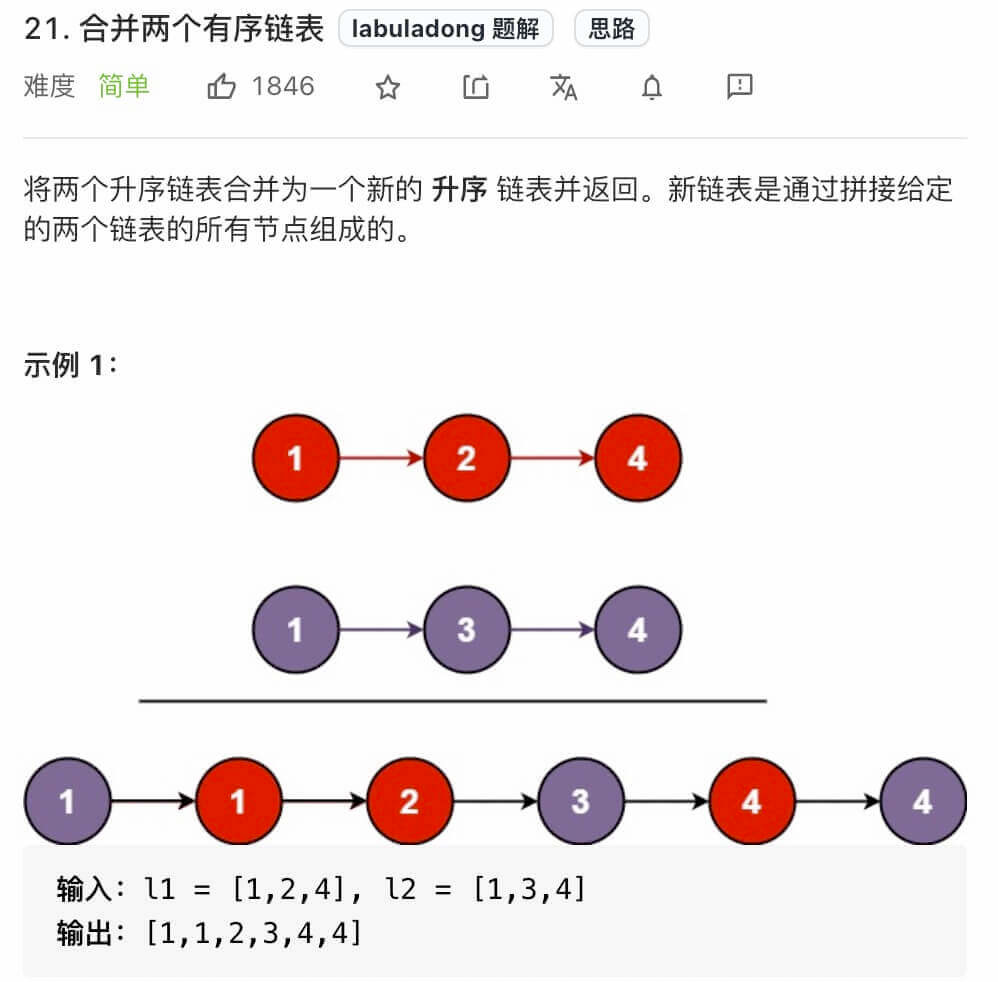 21. 合并两个有序链表 labuladong 题解 思路
难度 简单 1846
将两个升序链表合并为一个新的 升序 链表并返回。新链表是通过拼接给定
的两个链表的所有节点组成的。
示例 1：
1 2 4
1 3 4
1 1 2 3 4 4
输入：l1 = [1,2,4], l2 = [1,3,4]
输出：[1,1,2,3,4,4]